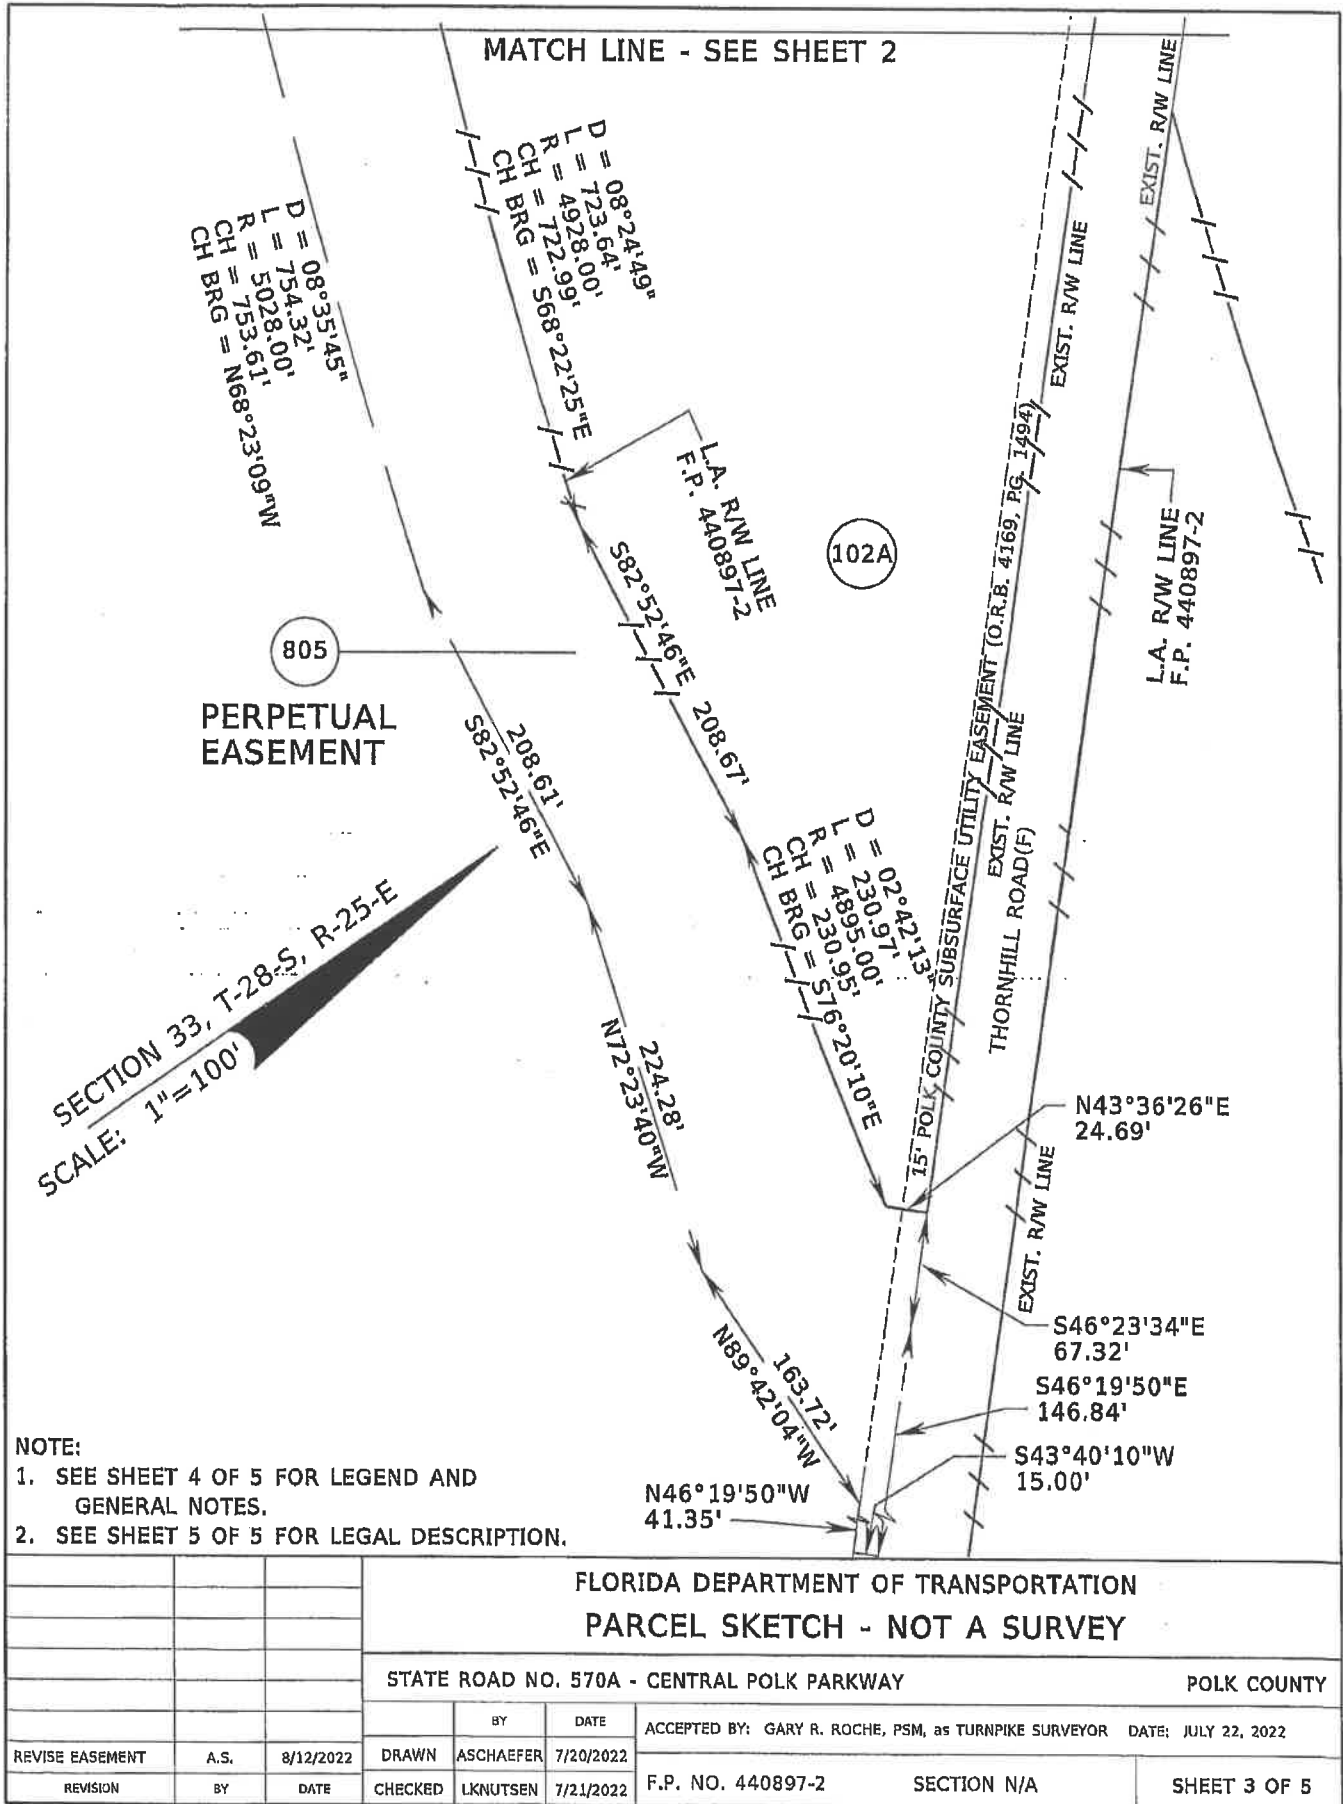 MATCH LINE - SEE SHEET 2
D = 08°24'49"
L = 723.64'
R = 4928.00'
CH = 722.99'
CH BRG = S68°22'25"E
D = 08°35'45"
L = 754.32'
R = 5028.00'
CH = 753.61'
CH BRG = N68°23'09"W
EXIST. R/W LINE
EXIST. R/W LINE
L.A. R/W LINE
F.P. 440897-2
102A
L.A. R/W LINE
F.P. 440897-2
S82°52'46"E 208.67'
805
PERPETUAL
EASEMENT
208.61'
S82°52'46"E
15' POLK COUNTY SUBSURFACE UTILITY EASEMENT (O.R.B. 4169, PG. 1494)
EXIST. R/W LINE
THORNHILL ROAD(F)
D = 02°42'13"
L = 230.97'
R = 4895.00'
CH = 230.95'
CH BRG = S76°20'10"E
SECTION 33, T-28-S, R-25-E
SCALE: 1"=100'
224.28'
N72°23'40"W
N43°36'26"E
24.69'
EXIST. R/W LINE
S46°23'34"E
67.32'
163.72'
N89°42'04"W
S46°19'50"E
146.84'
S43°40'10"W
15.00'
N46°19'50"W
41.35'
NOTE:
1. SEE SHEET 4 OF 5 FOR LEGEND AND
GENERAL NOTES.
2. SEE SHEET 5 OF 5 FOR LEGAL DESCRIPTION.
FLORIDA DEPARTMENT OF TRANSPORTATION
PARCEL SKETCH - NOT A SURVEY
STATE ROAD NO. 570A - CENTRAL POLK PARKWAY POLK COUNTY
BY DATE ACCEPTED BY: GARY R. ROCHE, PSM, as TURNPIKE SURVEYOR DATE: JULY 22, 2022
REVISE EASEMENT A.S. 8/12/2022 DRAWN ASCHAEFER 7/20/2022
REVISION BY DATE CHECKED LKNUTSEN 7/21/2022 F.P. NO. 440897-2 SECTION N/A SHEET 3 OF 5